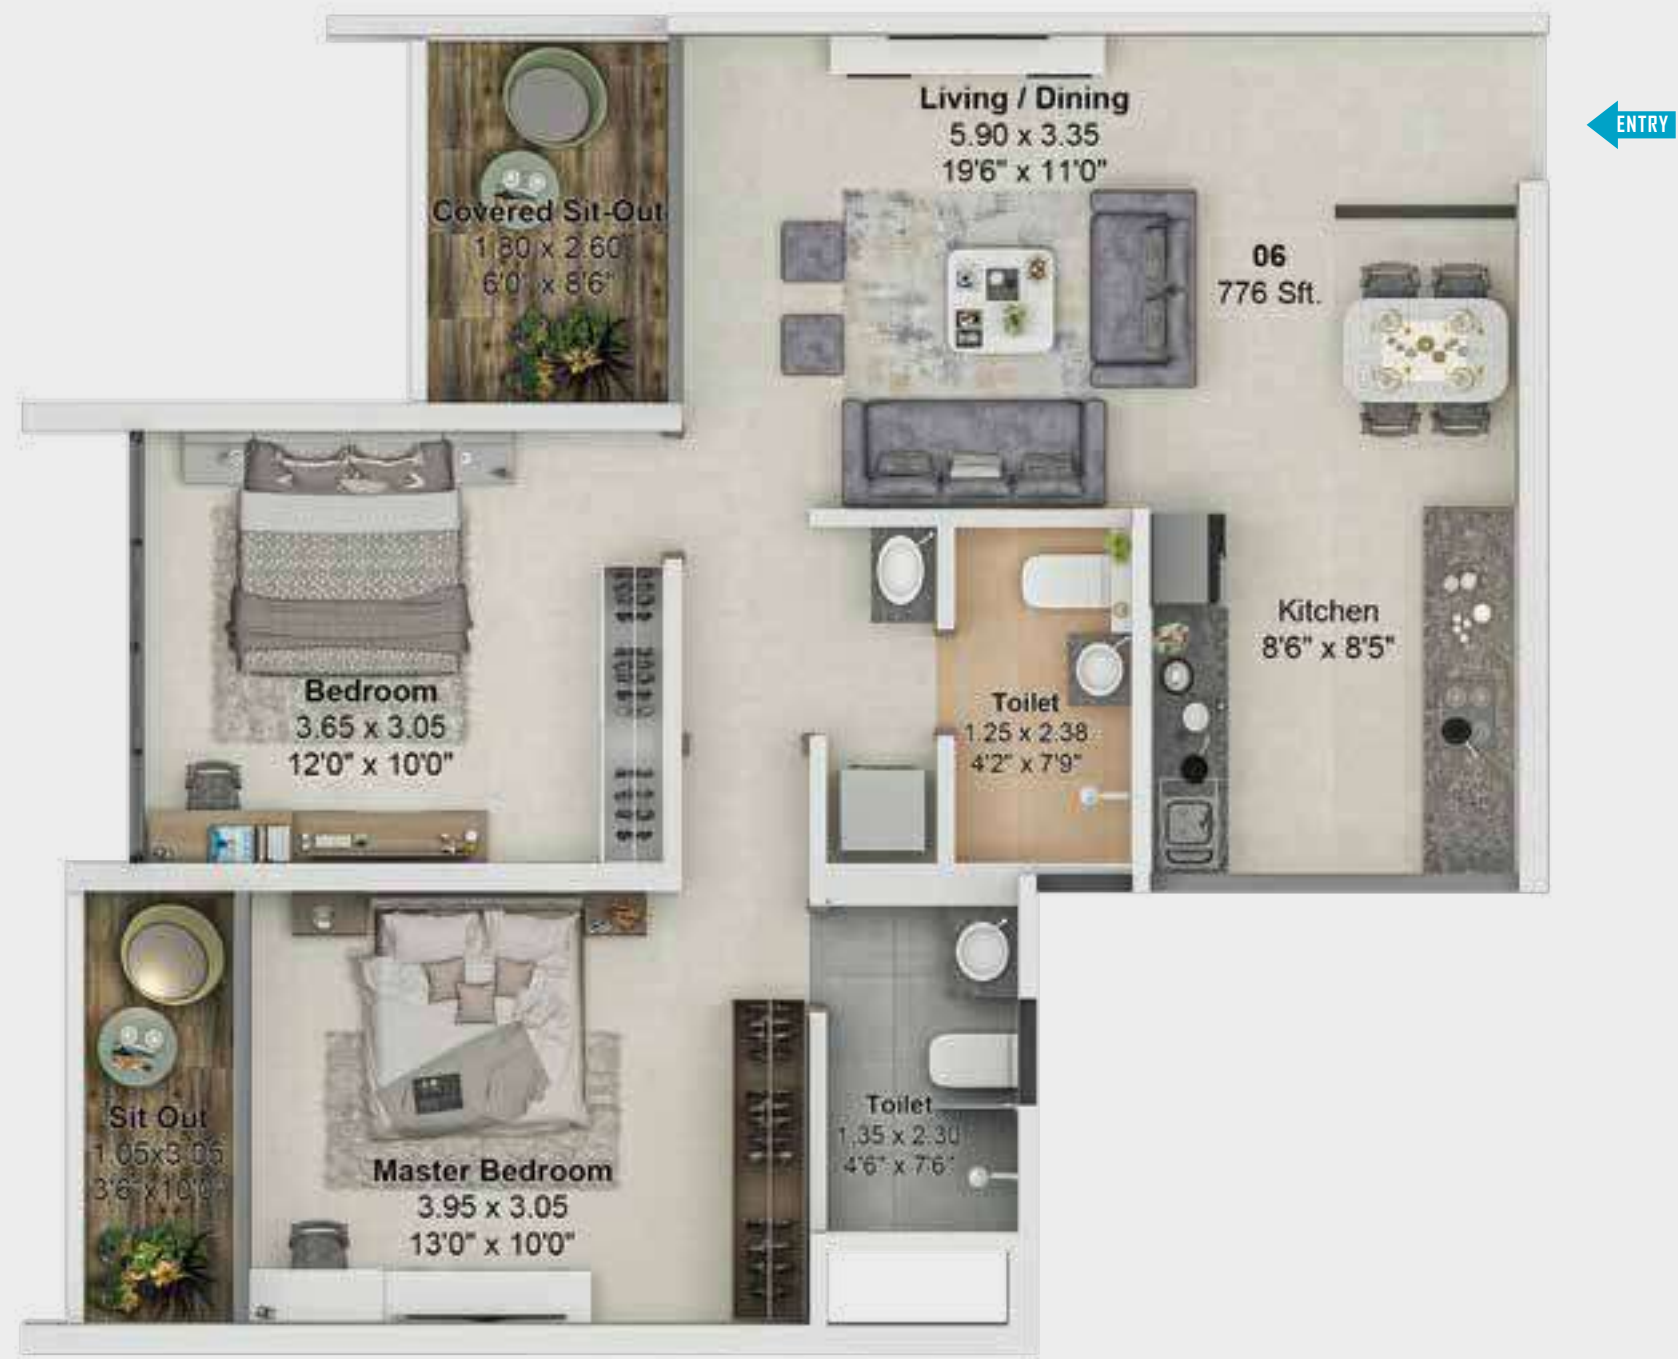 Living / Dining
5.90 x 3.35
19'6" x 11'0"
ENTRY
Covered Sit-Out
1.80 x 2.60
6'0" x 8'6"
06
776 Sft.
Kitchen
8'6" x 8'5"
Bedroom
3.65 x 3.05
12'0" x 10'0"
Toilet
1.25 x 2.38
4'2" x 7'9"
Sit Out
1.05x3.05
3'6"x10'0"
Master Bedroom
3.95 x 3.05
13'0" x 10'0"
Toilet
1.35 x 2.30
4'6" x 7'6"